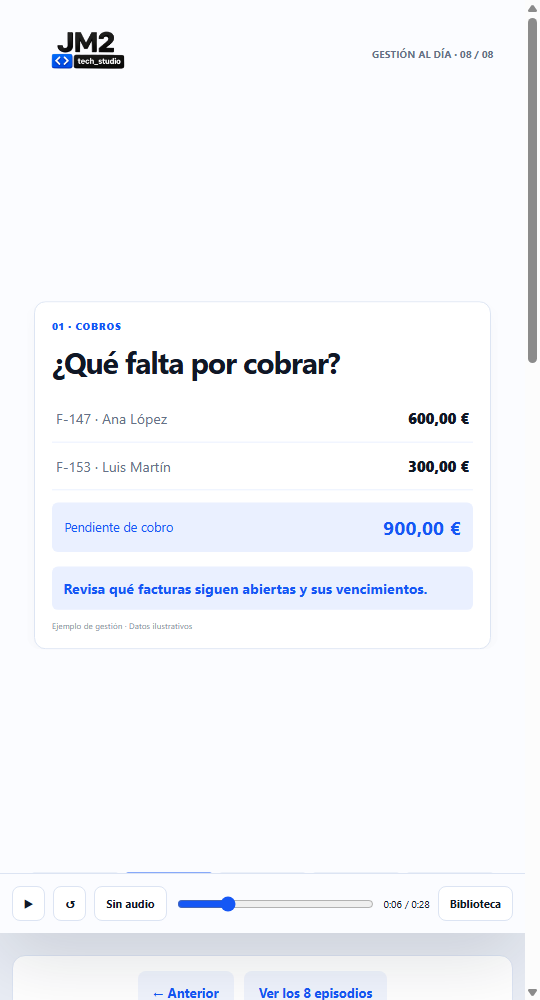 JM2
<> tech_studio
GESTIÓN AL DÍA · 08 / 08
01 · COBROS
¿Qué falta por cobrar?
F-147 · Ana López 600,00 €
F-153 · Luis Martín 300,00 €
Pendiente de cobro 900,00 €
Revisa qué facturas siguen abiertas y sus vencimientos.
Ejemplo de gestión · Datos ilustrativos
▶ ↺ Sin audio 0:06 / 0:28 Biblioteca
← Anterior Ver los 8 episodios